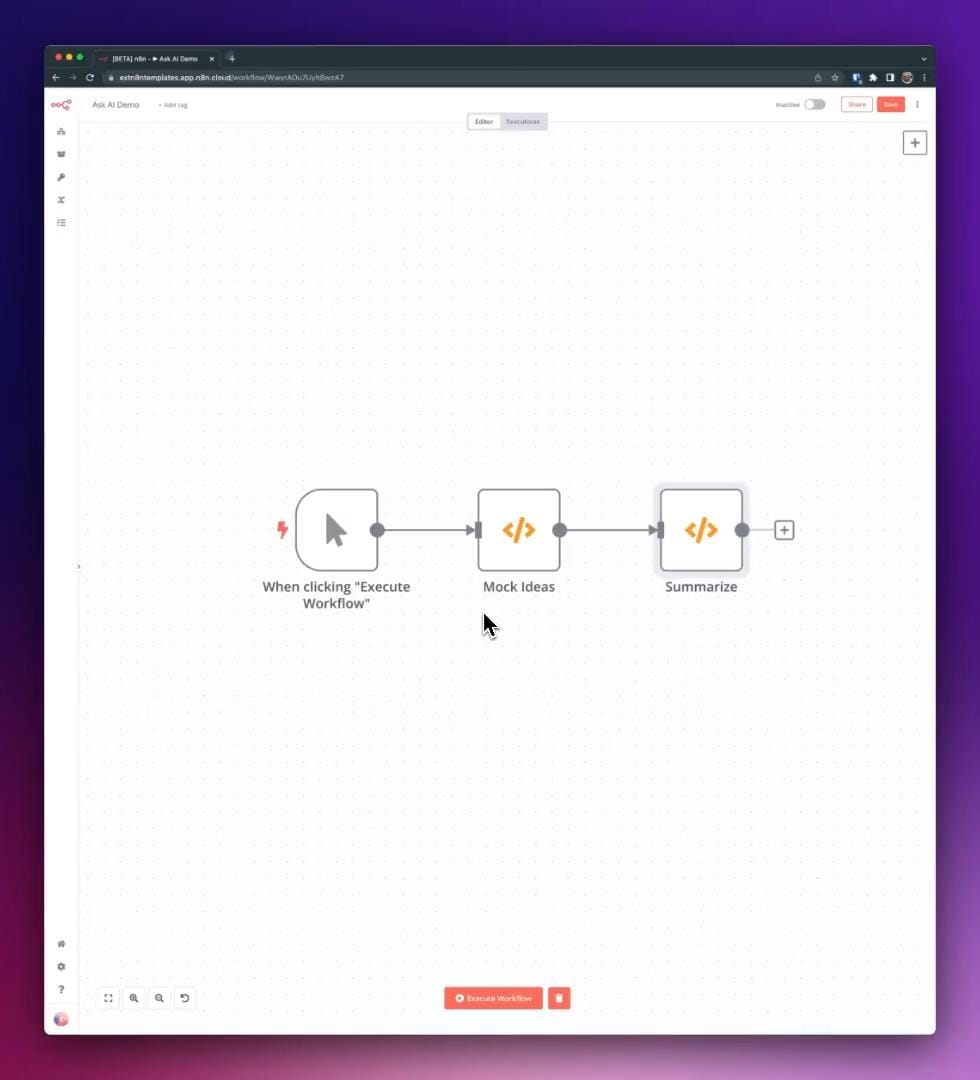 [BETA] n8n - ▶ Ask AI Demo
extn8ntemplates.app.n8n.cloud/workflow/
Ask AI Demo
+ Add tag
Inactive
Share
Save
Editor
Executions
When clicking "Execute
Workflow"
Mock Ideas
Summarize
Execute Workflow